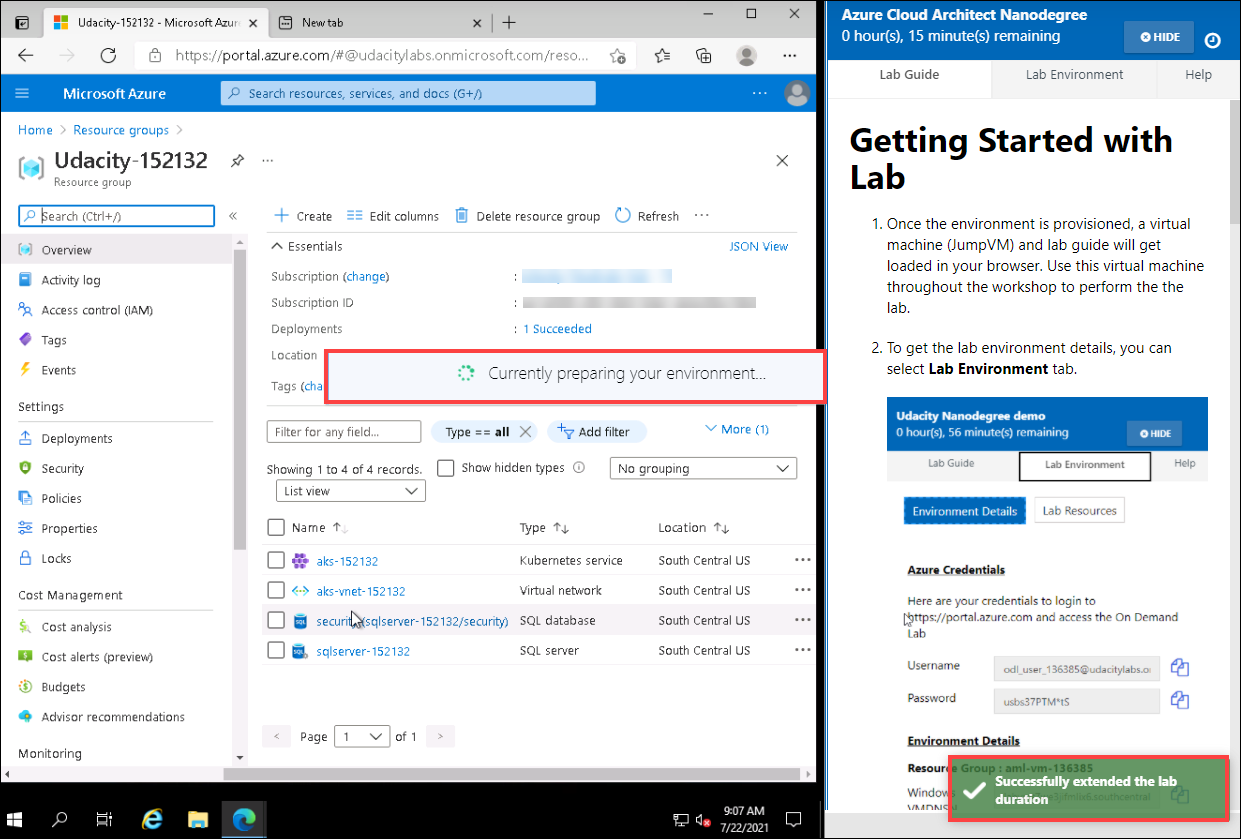 Udacity-152132 - Microsoft Azur
New tab
https://portal.azure.com/#@udacitylabs.onmicrosoft.com/reso...
Microsoft Azure
Search resources, services, and docs (G+/)
Home > Resource groups >
Udacity-152132
Resource group
Search (Ctrl+/)
Overview
Activity log
Access control (IAM)
Tags
Events
Settings
Deployments
Security
Policies
Properties
Locks
Cost Management
Cost analysis
Cost alerts (preview)
Budgets
Advisor recommendations
Monitoring
Create
Edit columns
Delete resource group
Refresh
Essentials
JSON View
Subscription (change) :
Subscription ID :
Deployments : 1 Succeeded
Location
Tags (cha
Currently preparing your environment...
Filter for any field...
Type == all
Add filter
More (1)
Showing 1 to 4 of 4 records.
Show hidden types
No grouping
List view
Name Type Location
aks-152132 Kubernetes service South Central US
aks-vnet-152132 Virtual network South Central US
security (sqlserver-152132/security) SQL database South Central US
sqlserver-152132 SQL server South Central US
< Page 1 of 1 >
9:07 AM
7/22/2021
Azure Cloud Architect Nanodegree
0 hour(s), 15 minute(s) remaining
HIDE
Lab Guide
Lab Environment
Help
Getting Started with
Lab
1. Once the environment is provisioned, a virtual
machine (JumpVM) and lab guide will get
loaded in your browser. Use this virtual machine
throughout the workshop to perform the the
lab.
2. To get the lab environment details, you can
select Lab Environment tab.
Udacity Nanodegree demo
0 hour(s), 56 minute(s) remaining
HIDE
Lab Guide
Lab Environment
Help
Environment Details
Lab Resources
Azure Credentials
Here are your credentials to login to
https://portal.azure.com and access the On Demand
Lab
Username odl_user_136385@udacitylabs.o
Password usbs37PTM*tS
Environment Details
Resource Group : aml-vm-136385
Windows
VMDNS
Successfully extended the lab
duration